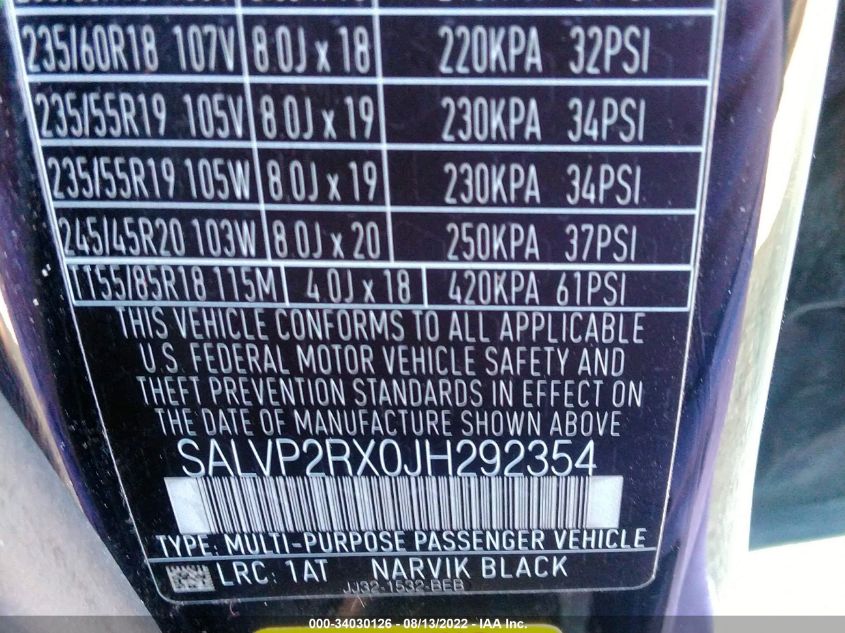 235/60R18 107V 8.0J x 18 220KPA 32PSI
235/55R19 105V 8.0J x 19 230KPA 34PSI
235/55R19 105W 8.0J x 19 230KPA 34PSI
245/45R20 103W 8.0J x 20 250KPA 37PSI
TT55/85R18 115M 4.0J x 18 420KPA 61PSI
THIS VEHICLE CONFORMS TO ALL APPLICABLE
U.S. FEDERAL MOTOR VEHICLE SAFETY AND
THEFT PREVENTION STANDARDS IN EFFECT ON
THE DATE OF MANUFACTURE SHOWN ABOVE
SALVP2RX0JH292354
TYPE: MULTI-PURPOSE PASSENGER VEHICLE
LRC: 1AT NARVIK BLACK
JJ32-1532-BEB
000-34030126 - 08/13/2022 - IAA Inc.